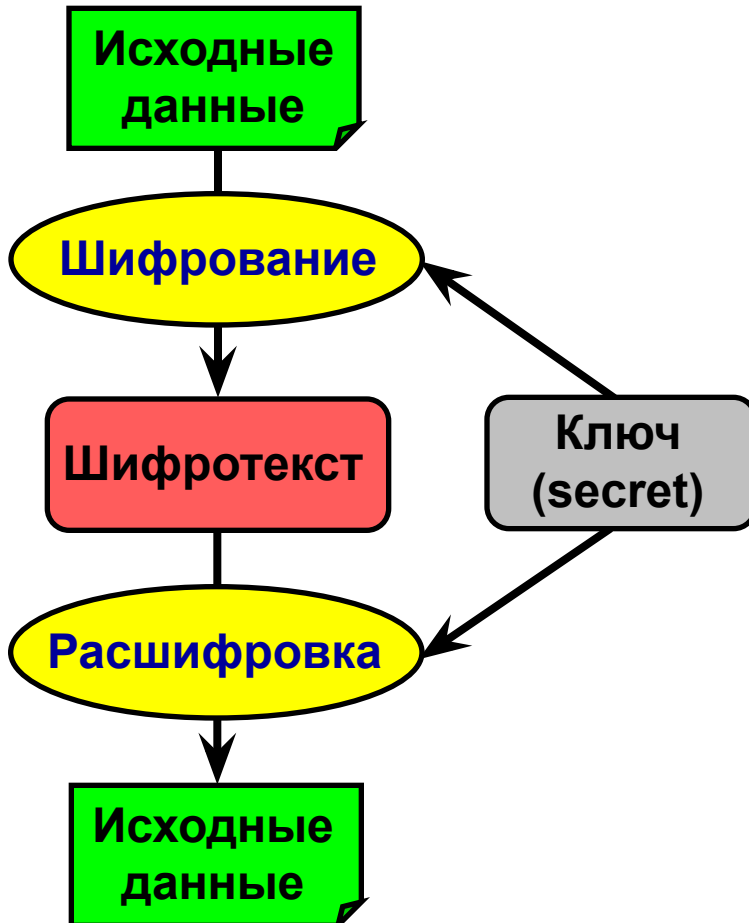 Исходные
данные
Шифрование
Шифротекст
Ключ
(secret)
Расшифровка
Исходные
данные